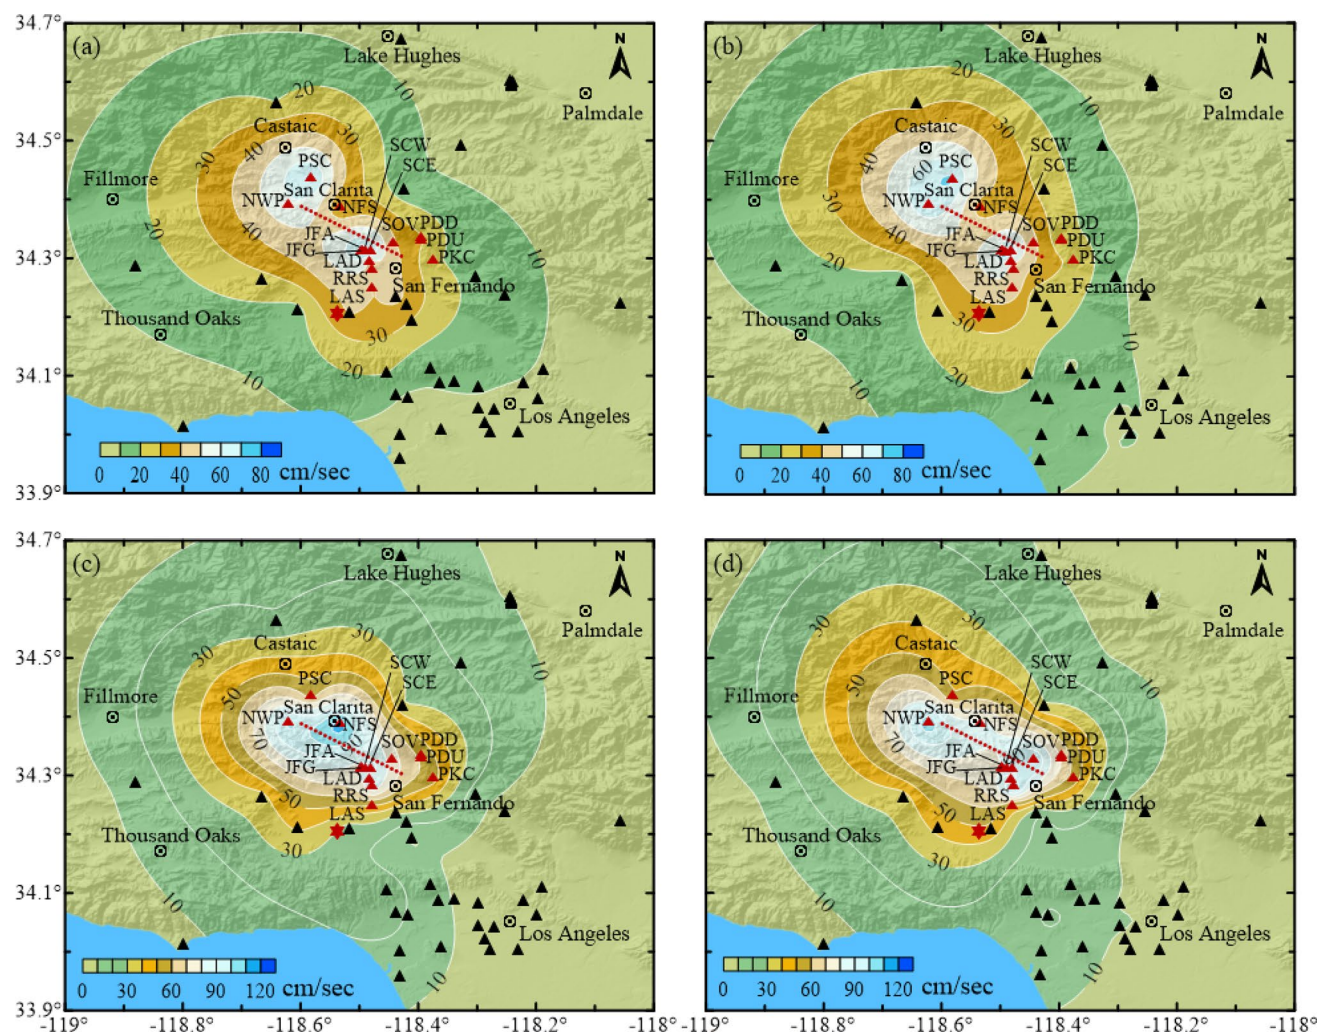 34.7°
(a)
Lake Hughes
N
Palmdale
10
20
34.5°
30
Castaic
30
40
SCW
SCE
PSC
Fillmore
San Clarita
NWP
NFS
20
40
SOV
PDD
JFA
PDU
34.3°
JFG
LAD
PKC
10
RRS
San Fernando
LAS
Thousand Oaks
30
34.1°
20
10
Los Angeles
0 20 40 60 80 cm/sec
33.9°
(b)
Lake Hughes
N
Palmdale
20
10
30
Castaic
40
60
SCW
SCE
PSC
Fillmore
San Clarita
NWP
NFS
40
SOV
PDD
JFA
PDU
JFG
20
LAD
PKC
RRS
San Fernando
LAS
Thousand Oaks
30
10
20
10
Los Angeles
0 20 40 60 80 cm/sec
34.7°
(c)
Lake Hughes
N
Palmdale
30
10
34.5°
30
Castaic
50
SCW
SCE
PSC
Fillmore
San Clarita
NWP
NFS
70
90
SOV
PDD
JFA
PDU
34.3°
JFG
LAD
PKC
50
RRS
San Fernando
LAS
Thousand Oaks
30
34.1°
10
Los Angeles
0 30 60 90 120 cm/sec
10
33.9°
-119° -118.8° -118.6° -118.4° -118.2° -118°
(d)
Lake Hughes
N
Palmdale
30
30
Castaic
50
SCW
SCE
PSC
10
Fillmore
San Clarita
NWP
NFS
70
SOV
PDD
JFA
PDU
JFG
LAD
PKC
50
RRS
San Fernando
LAS
Thousand Oaks
30
10
Los Angeles
0 30 60 90 120 cm/sec
10
-119° -118.8° -118.6° -118.4° -118.2° -118°